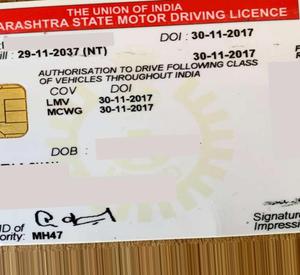 THE UNION OF INDIA
ARASHTRA STATE MOTOR DRIVING LICENCE
DOI : 30-11-2017
ill : 29-11-2037 (NT) 30-11-2017
AUTHORISATION TO DRIVE FOLLOWING CLASS
OF VEHICLES THROUGHOUT INDIA
COV DOI
LMV 30-11-2017
MCWG 30-11-2017
DOB :
ID of
ority: MH47
Signature
Impressi